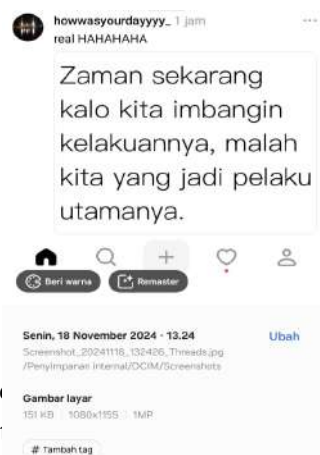 howwasyourdayyyy_ 1 jam
real HAHAHAHA
Zaman sekarang
kalo kita imbangin
kelakuannya, malah
kita yang jadi pelaku
utamanya.
Beri warna
Remaster
Senin, 18 November 2024 • 13.24
Ubah
Screenshot_20241118_132426_Threads.jpg
/Penyimpanan internal/DCIM/Screenshots
Gambar layar
151 KB 1080x1155 1MP
# Tambah tag